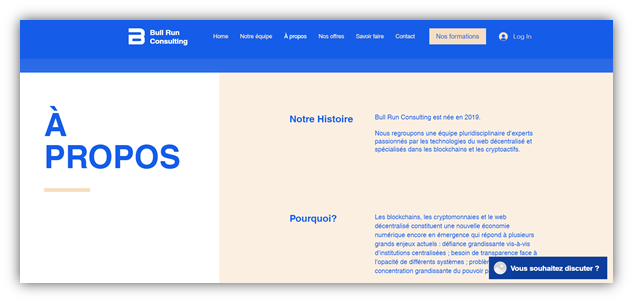 Bull Run
Consulting
Home
Notre équipe
À propos
Nos offres
Savoir faire
Contact
Nos formations
Log In
À
PROPOS
Notre Histoire
Bull Run Consulting est née en 2019.
Nous regroupons une équipe pluridisciplinaire d'experts
passionnés par les technologies du web décentralisé et
spécialisés dans les blockchains et les cryptoactifs.
Pourquoi?
Les blockchains, les cryptomonnaies et le web
décentralisé constituent une nouvelle économie
numérique encore en émergence qui répond à plusieurs
grands enjeux actuels : défiance grandissante vis-à-vis
d'institutions centralisées ; besoin de transparence face à
l'opacité de différents systèmes ;
concentration grandissante du pouvoir
Vous souhaitez discuter ?